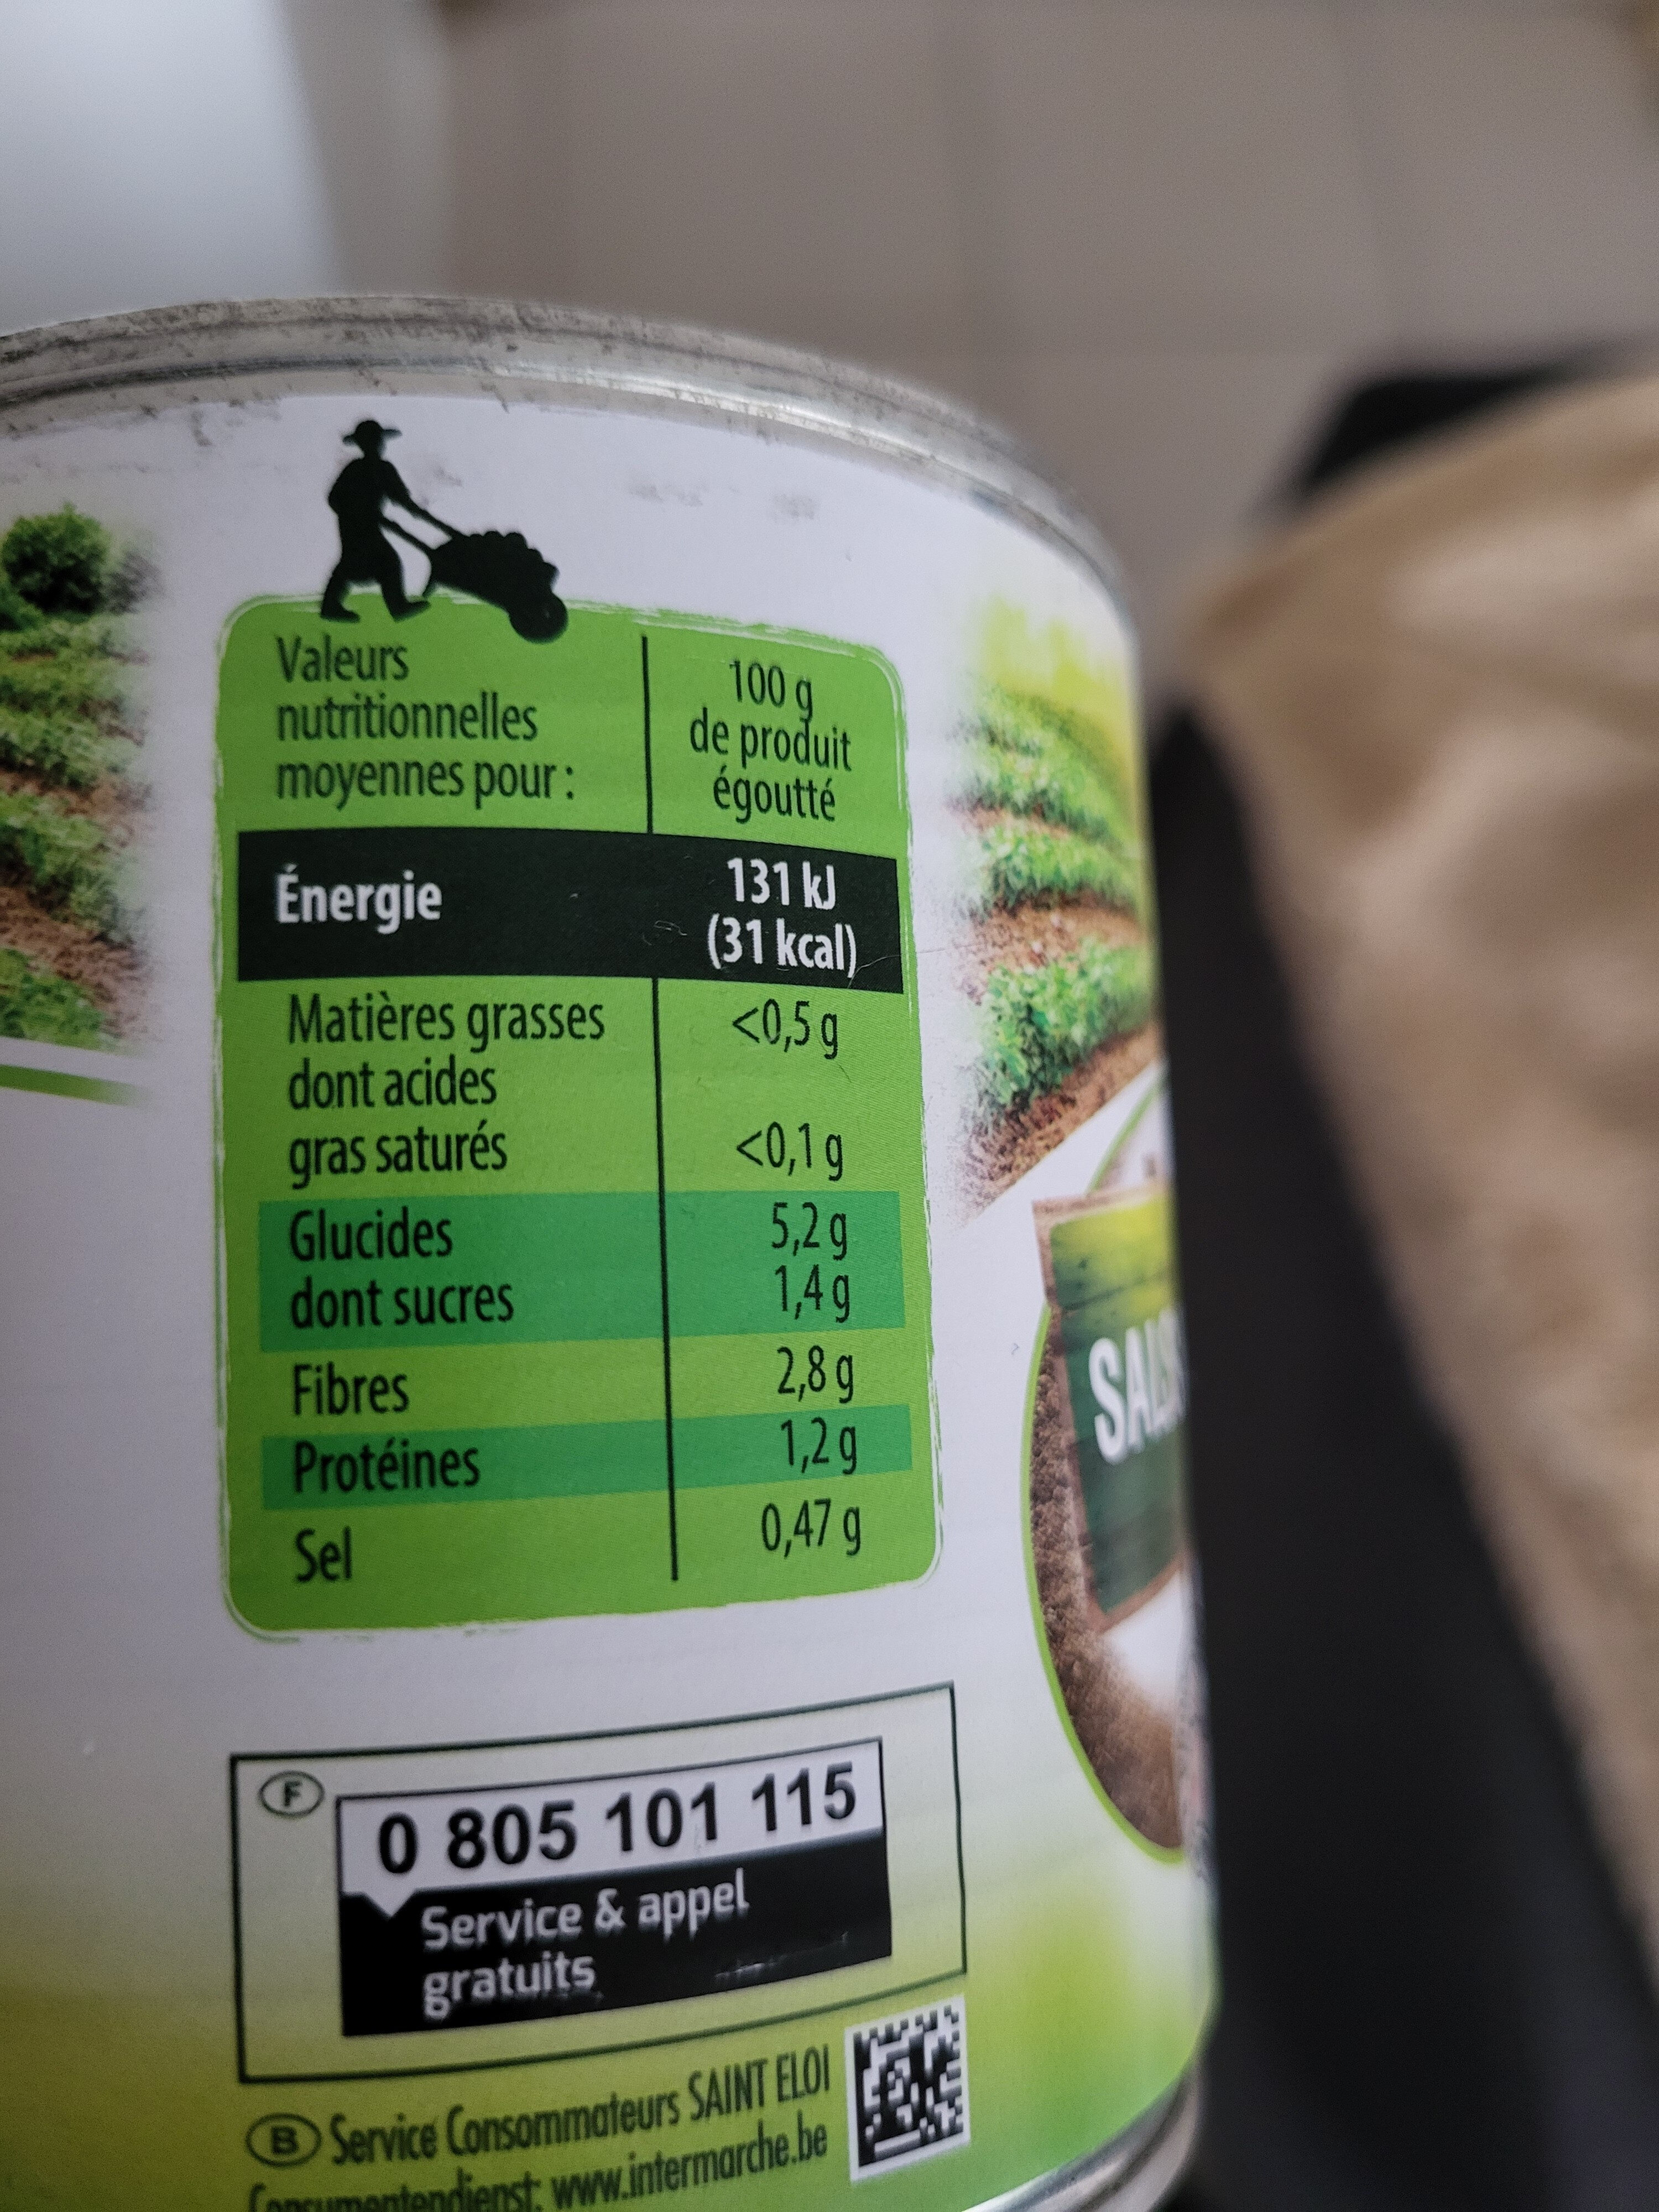 Valeurs
nutritionnelles
moyennes pour :
100 g
de produit
égoutté
Énergie
131 kJ
(31 kcal)
Matières grasses <0,5 g
dont acides
gras saturés <0,1 g
Glucides 5,2 g
dont sucres 1,4 g
Fibres 2,8 g
Protéines 1,2 g
Sel 0,47 g
F
0 805 101 115
Service & appel
gratuits
B Service Consommateurs SAINT ELOI
Consumentendienst: www.intermarche.be